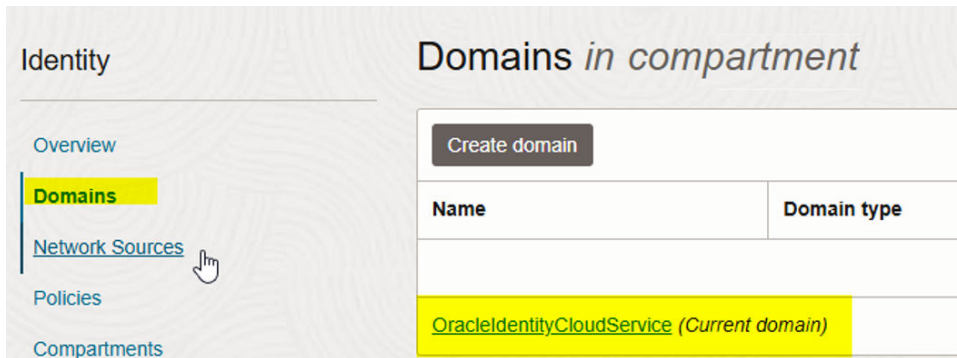 Identity
Overview
Domains
Network Sources
Policies
Compartments
Domains in compartment
Create domain
Name
Domain type
OracleIdentityCloudService (Current domain)